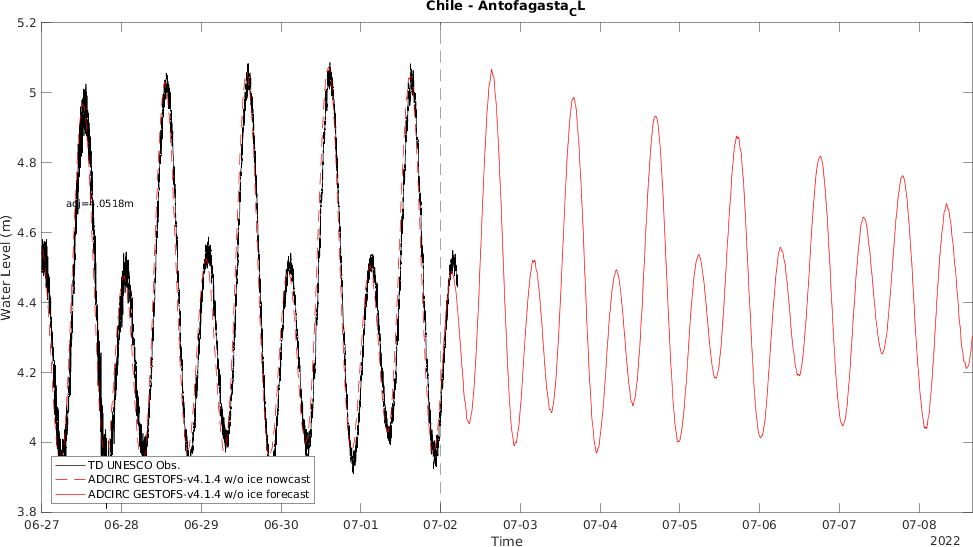 Chile - Antofagasta_CL
5.2
5
4.8
4.6
4.4
4.2
4
3.8
Water Level (m)
adj=4.0518m
TD UNESCO Obs.
ADCIRC GESTOFS-v4.1.4 w/o ice nowcast
ADCIRC GESTOFS-v4.1.4 w/o ice forecast
06-27 06-28 06-29 06-30 07-01 07-02 07-03 07-04 07-05 07-06 07-07 07-08
Time
2022